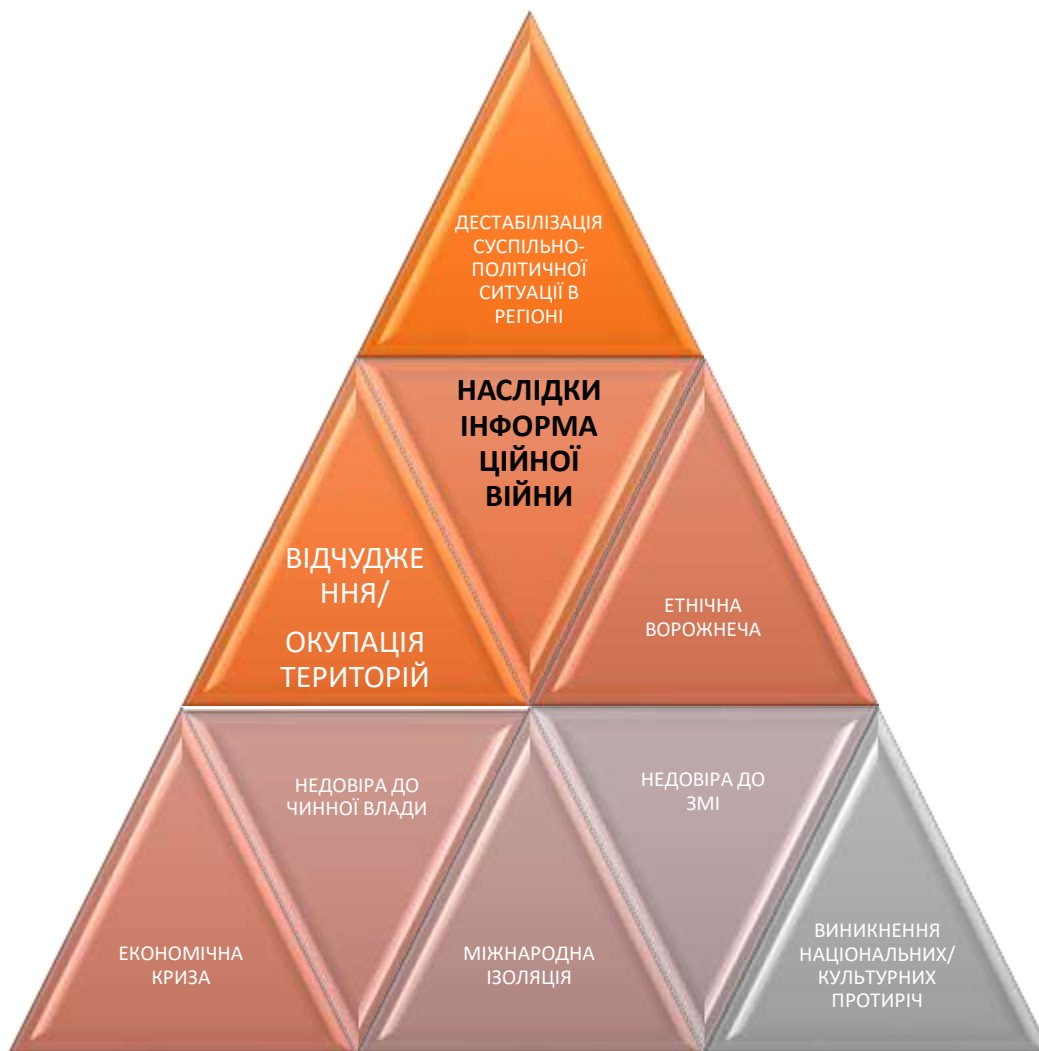 ДЕСТАБІЛІЗАЦІЯ
СУСПІЛЬНО-
ПОЛІТИЧНОЇ
СИТУАЦІЇ В
РЕГІОНІ
НАСЛІДКИ
ІНФОРМА
ЦІЙНОЇ
ВІЙНИ
ВІДЧУДЖЕ
ННЯ/
ОКУПАЦІЯ
ТЕРИТОРІЙ
ЕТНІЧНА
ВОРОЖНЕЧА
НЕДОВІРА ДО
ЧИННОЇ ВЛАДИ
НЕДОВІРА ДО
ЗМІ
ЕКОНОМІЧНА
КРИЗА
МІЖНАРОДНА
ІЗОЛЯЦІЯ
ВИНИКНЕННЯ
НАЦІОНАЛЬНИХ/
КУЛЬТУРНИХ
ПРОТИРІЧ